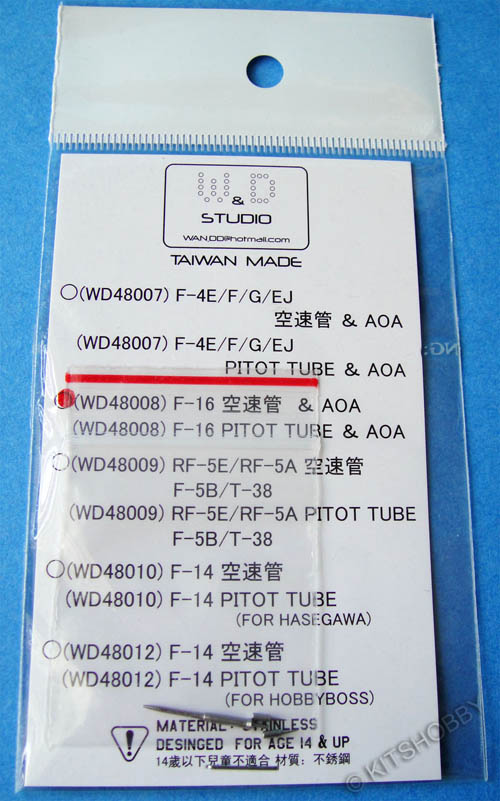 W D
&
STUDIO
WAN.DD@hotmail.com
TAIWAN MADE
(WD48007) F-4E/F/G/EJ
空速管 & AOA
(WD48007) F-4E/F/G/EJ
PITOT TUBE & AOA
(WD48008) F-16 空速管 & AOA
(WD48008) F-16 PITOT TUBE & AOA
(WD48009) RF-5E/RF-5A 空速管
F-5B/T-38
(WD48009) RF-5E/RF-5A PITOT TUBE
F-5B/T-38
(WD48010) F-14 空速管
(WD48010) F-14 PITOT TUBE
(FOR HASEGAWA)
(WD48012) F-14 空速管
(WD48012) F-14 PITOT TUBE
(FOR HOBBYBOSS)
MATERIAL: STAINLESS
DESINGED FOR AGE 14 & UP
14歲以下兒童不適合 材質: 不銹鋼
© KITSHOBBY